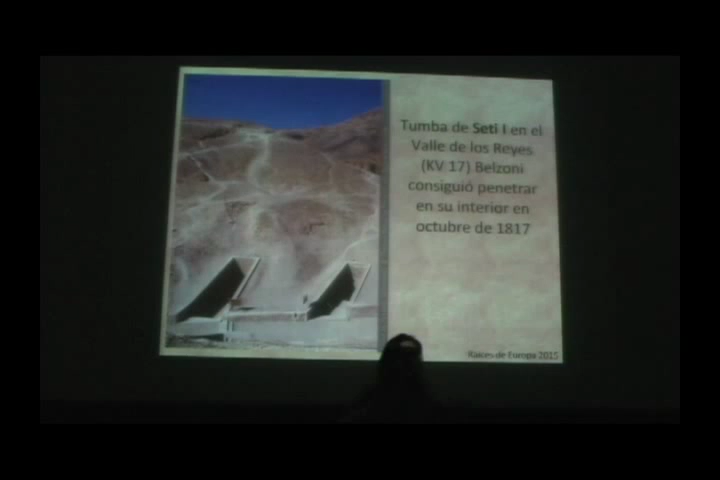 Tumba de Seti I en el
Valle de los Reyes
(KV 17) Belzoni
consiguió penetrar
en su interior en
octubre de 1817
Raíces de Europa 2015